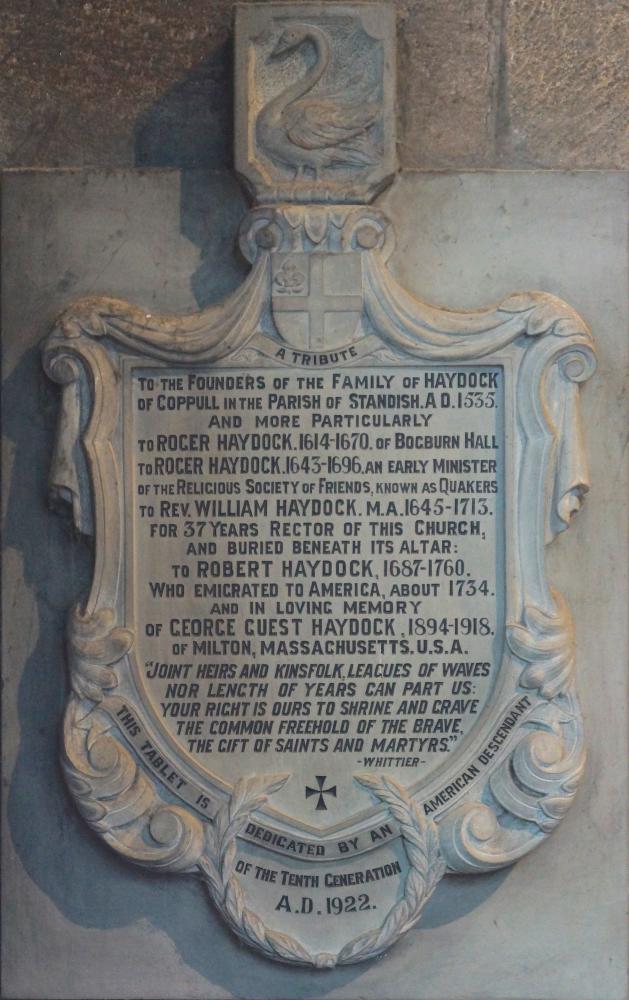 A TRIBUTE
TO THE FOUNDERS OF THE FAMILY OF HAYDOCK
OF COPPULL IN THE PARISH OF STANDISH. A.D. 1535.
AND MORE PARTICULARLY
TO ROGER HAYDOCK. 1614-1670. OF BOGBURN HALL
TO ROGER HAYDOCK. 1643-1696. AN EARLY MINISTER
OF THE RELIGIOUS SOCIETY OF FRIENDS, KNOWN AS QUAKERS
TO REV. WILLIAM HAYDOCK. M.A. 1645-1713.
FOR 37 YEARS RECTOR OF THIS CHURCH,
AND BURIED BENEATH ITS ALTAR:
TO ROBERT HAYDOCK, 1687-1760.
WHO EMIGRATED TO AMERICA, ABOUT 1734.
AND IN LOVING MEMORY
OF GEORGE GUEST HAYDOCK, 1894-1918.
OF MILTON, MASSACHUSETTS. U.S.A.
"JOINT HEIRS AND KINSFOLK, LEAGUES OF WAVES
NOR LENGTH OF YEARS CAN PART US:
YOUR RIGHT IS OURS TO SHRINE AND GRAVE
THE COMMON FREEHOLD OF THE BRAVE,
THE GIFT OF SAINTS AND MARTYRS."
-WHITTIER-
THIS TABLET IS
DEDICATED BY AN
AMERICAN DESCENDANT
OF THE TENTH GENERATION
A.D. 1922.